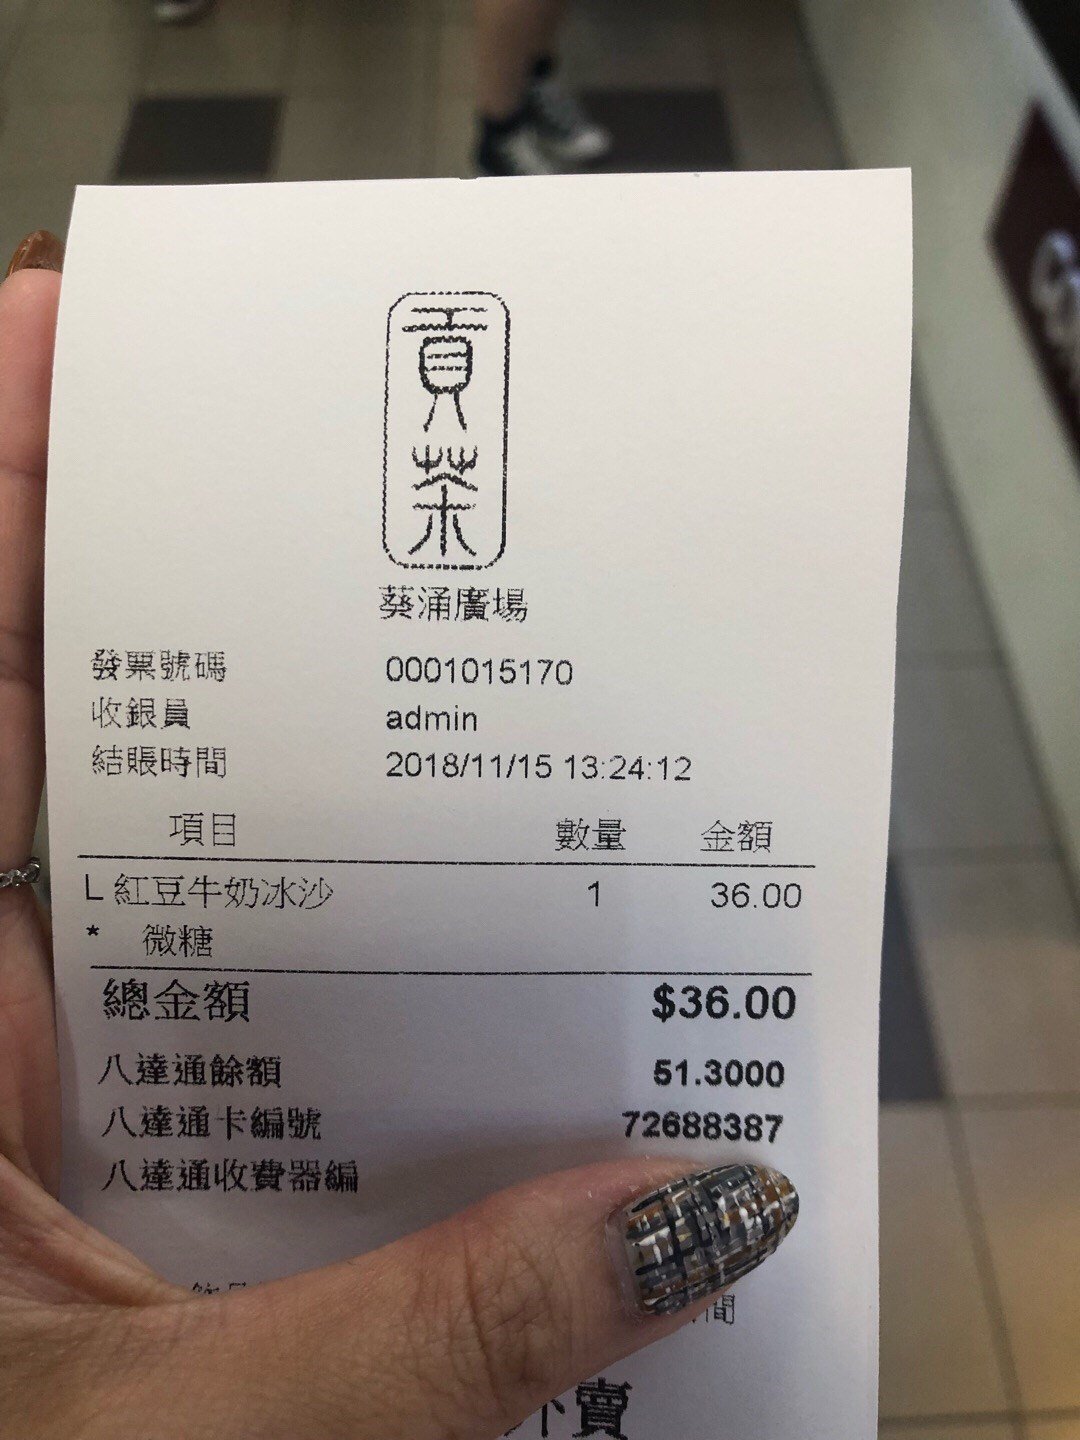 貢茶
葵涌廣場
發票號碼 0001015170
收銀員 admin
結賬時間 2018/11/15 13:24:12
項目 數量 金額
L 紅豆牛奶冰沙 1 36.00
* 微糖
總金額 $36.00
八達通餘額 51.3000
八達通卡編號 72688387
八達通收費器編
間
外賣